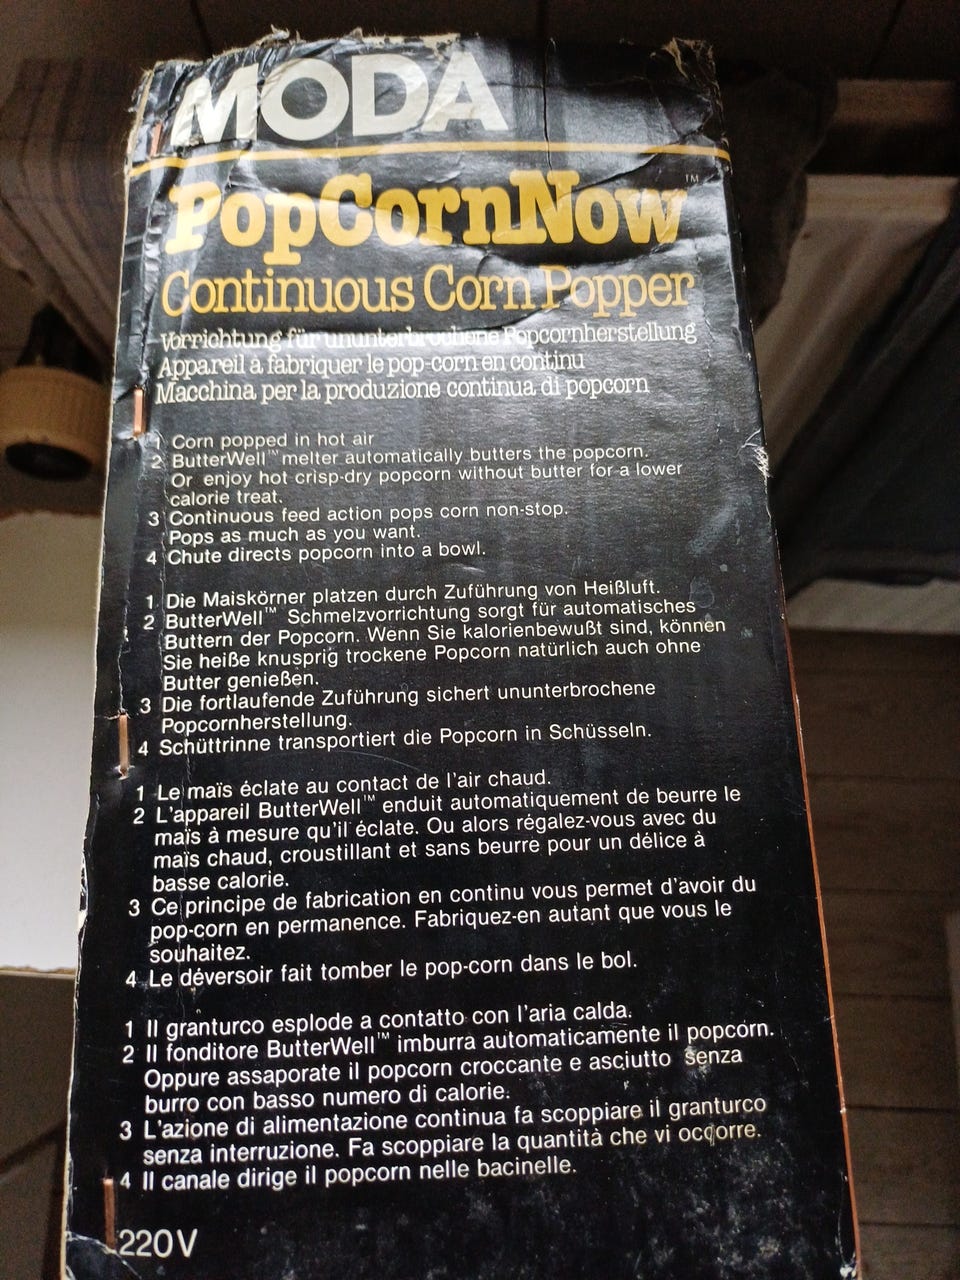 MODA
PopCornNow™
Continuous Corn Popper
Vorrichtung für ununterbrochene Popcornherstellung
Appareil à fabriquer le pop-corn en continu
Macchina per la produzione continua di popcorn
1 Corn popped in hot air
2 ButterWell™ melter automatically butters the popcorn.
Or enjoy hot crisp-dry popcorn without butter for a lower
calorie treat.
3 Continuous feed action pops corn non-stop.
Pops as much as you want.
4 Chute directs popcorn into a bowl.
1 Die Maiskörner platzen durch Zuführung von Heißluft.
2 ButterWell™ Schmelzvorrichtung sorgt für automatisches
Buttern der Popcorn. Wenn Sie kalorienbewußt sind, können
Sie heiße knusprig trockene Popcorn natürlich auch ohne
Butter genießen.
3 Die fortlaufende Zuführung sichert ununterbrochene
Popcornherstellung.
4 Schüttrinne transportiert die Popcorn in Schüsseln.
1 Le maïs éclate au contact de l'air chaud.
2 L'appareil ButterWell™ enduit automatiquement de beurre le
maïs à mesure qu'il éclate. Ou alors régalez-vous avec du
maïs chaud, croustillant et sans beurre pour un délice à
basse calorie.
3 Ce principe de fabrication en continu vous permet d'avoir du
pop-corn en permanence. Fabriquez-en autant que vous le
souhaitez.
4 Le déversoir fait tomber le pop-corn dans le bol.
1 Il granturco esplode a contatto con l'aria calda.
2 Il fonditore ButterWell™ imburra automaticamente il popcorn.
Oppure assaporate il popcorn croccante e asciutto senza
burro con basso numero di calorie.
3 L'azione di alimentazione continua fa scoppiare il granturco
senza interruzione. Fa scoppiare la quantità che vi occorre.
4 Il canale dirige il popcorn nelle bacinelle.
220V